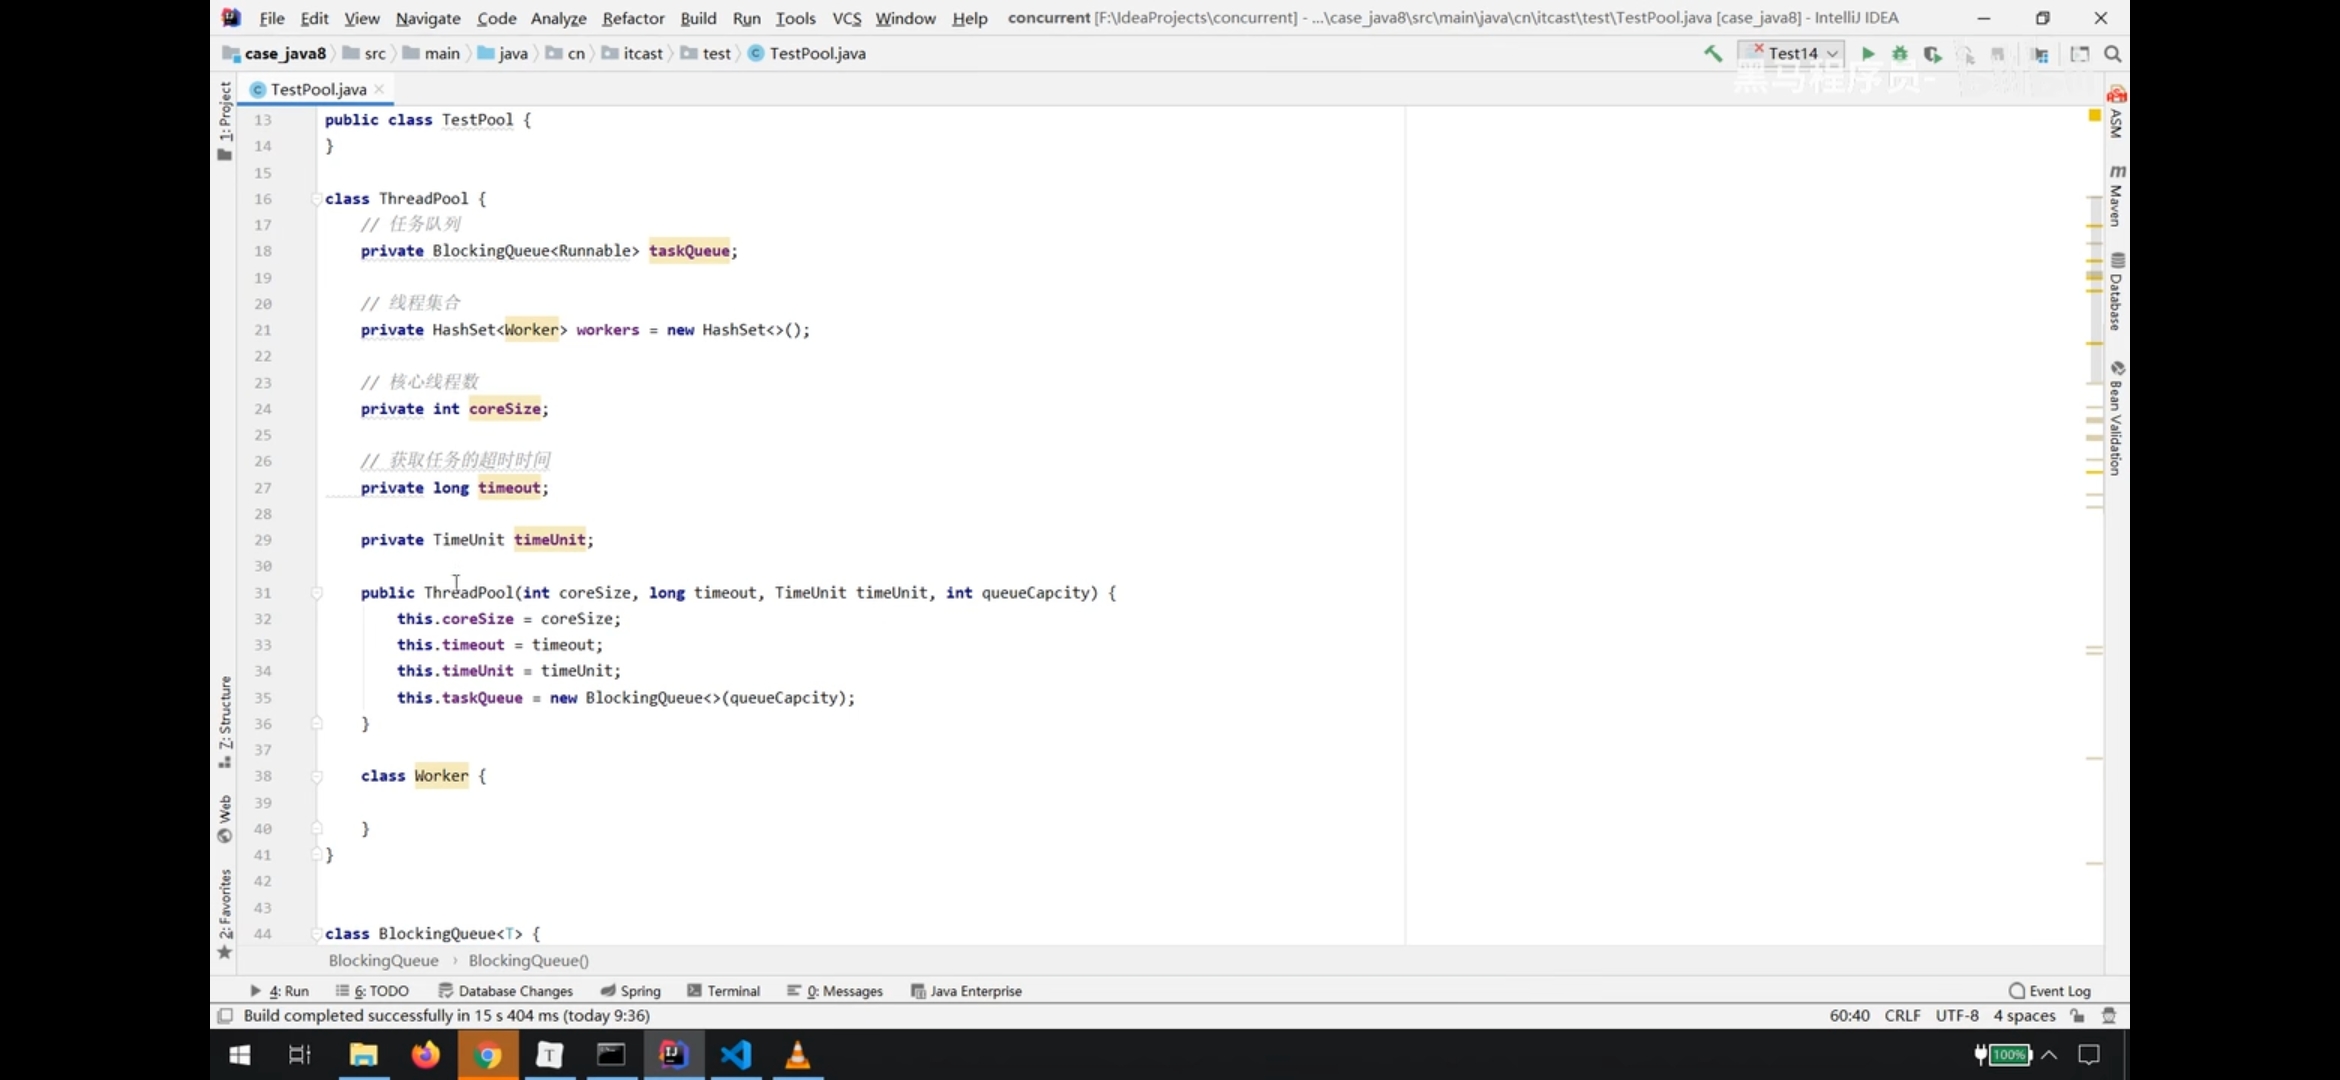 File Edit View Navigate Code Analyze Refactor Build Run Tools VCS Window Help concurrent [F:\IdeaProjects\concurrent] - ...\case_java8\src\main\java\cn\itcast\test\TestPool.java [case_java8] - IntelliJ IDEA
case_java8 src main java cn itcast test TestPool.java Test14
黑马程序员-
TestPool.java
1: Project
Z: Structure
Web
2: Favorites
13 public class TestPool {
14 }
15
16 class ThreadPool {
17 // 任务队列
18 private BlockingQueue<Runnable> taskQueue;
19
20 // 线程集合
21 private HashSet<Worker> workers = new HashSet<>();
22
23 // 核心线程数
24 private int coreSize;
25
26 // 获取任务的超时时间
27 private long timeout;
28
29 private TimeUnit timeUnit;
30
31 public ThreadPool(int coreSize, long timeout, TimeUnit timeUnit, int queueCapcity) {
32 this.coreSize = coreSize;
33 this.timeout = timeout;
34 this.timeUnit = timeUnit;
35 this.taskQueue = new BlockingQueue<>(queueCapcity);
36 }
37
38 class Worker {
39
40 }
41 }
42
43
44 class BlockingQueue<T> {
ASM
Maven
Database
Bean Validation
BlockingQueue › BlockingQueue()
4: Run 6: TODO Database Changes Spring Terminal 0: Messages Java Enterprise Event Log
Build completed successfully in 15 s 404 ms (today 9:36) 60:40 CRLF UTF-8 4 spaces
100%